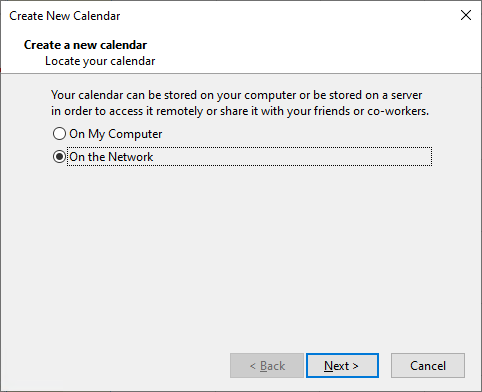 Create New Calendar
Create a new calendar
Locate your calendar
Your calendar can be stored on your computer or be stored on a server
in order to access it remotely or share it with your friends or co-workers.
On My Computer
On the Network
< Back
Next >
Cancel